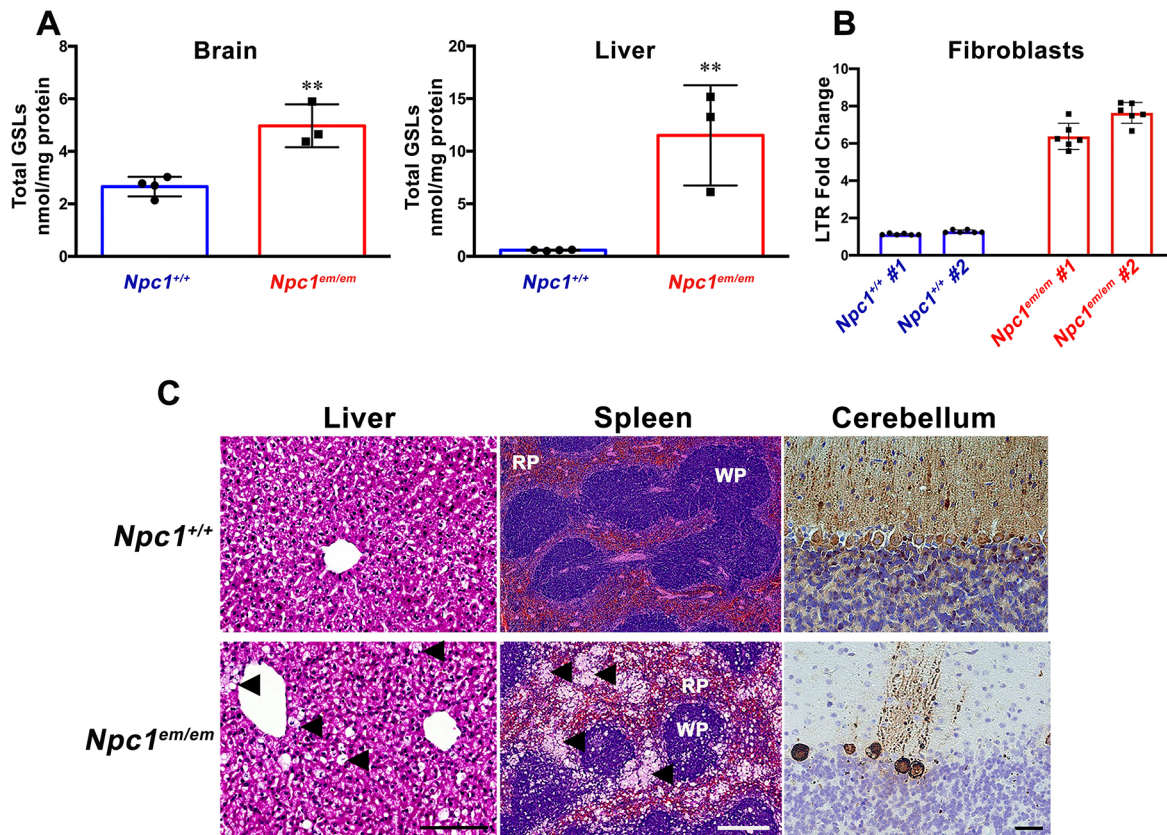 A
Brain
Total GSLs
nmol/mg protein
8
6
4
2
0
**
Npc1+/+
Npc1em/em
Liver
Total GSLs
nmol/mg protein
20
15
10
5
0
**
Npc1+/+
Npc1em/em
B
Fibroblasts
LTR Fold Change
10
8
6
4
2
0
Npc1+/+ #1
Npc1+/+ #2
Npc1em/em #1
Npc1em/em #2
C
Liver
Spleen
Cerebellum
Npc1+/+
RP
WP
Npc1em/em
RP
WP